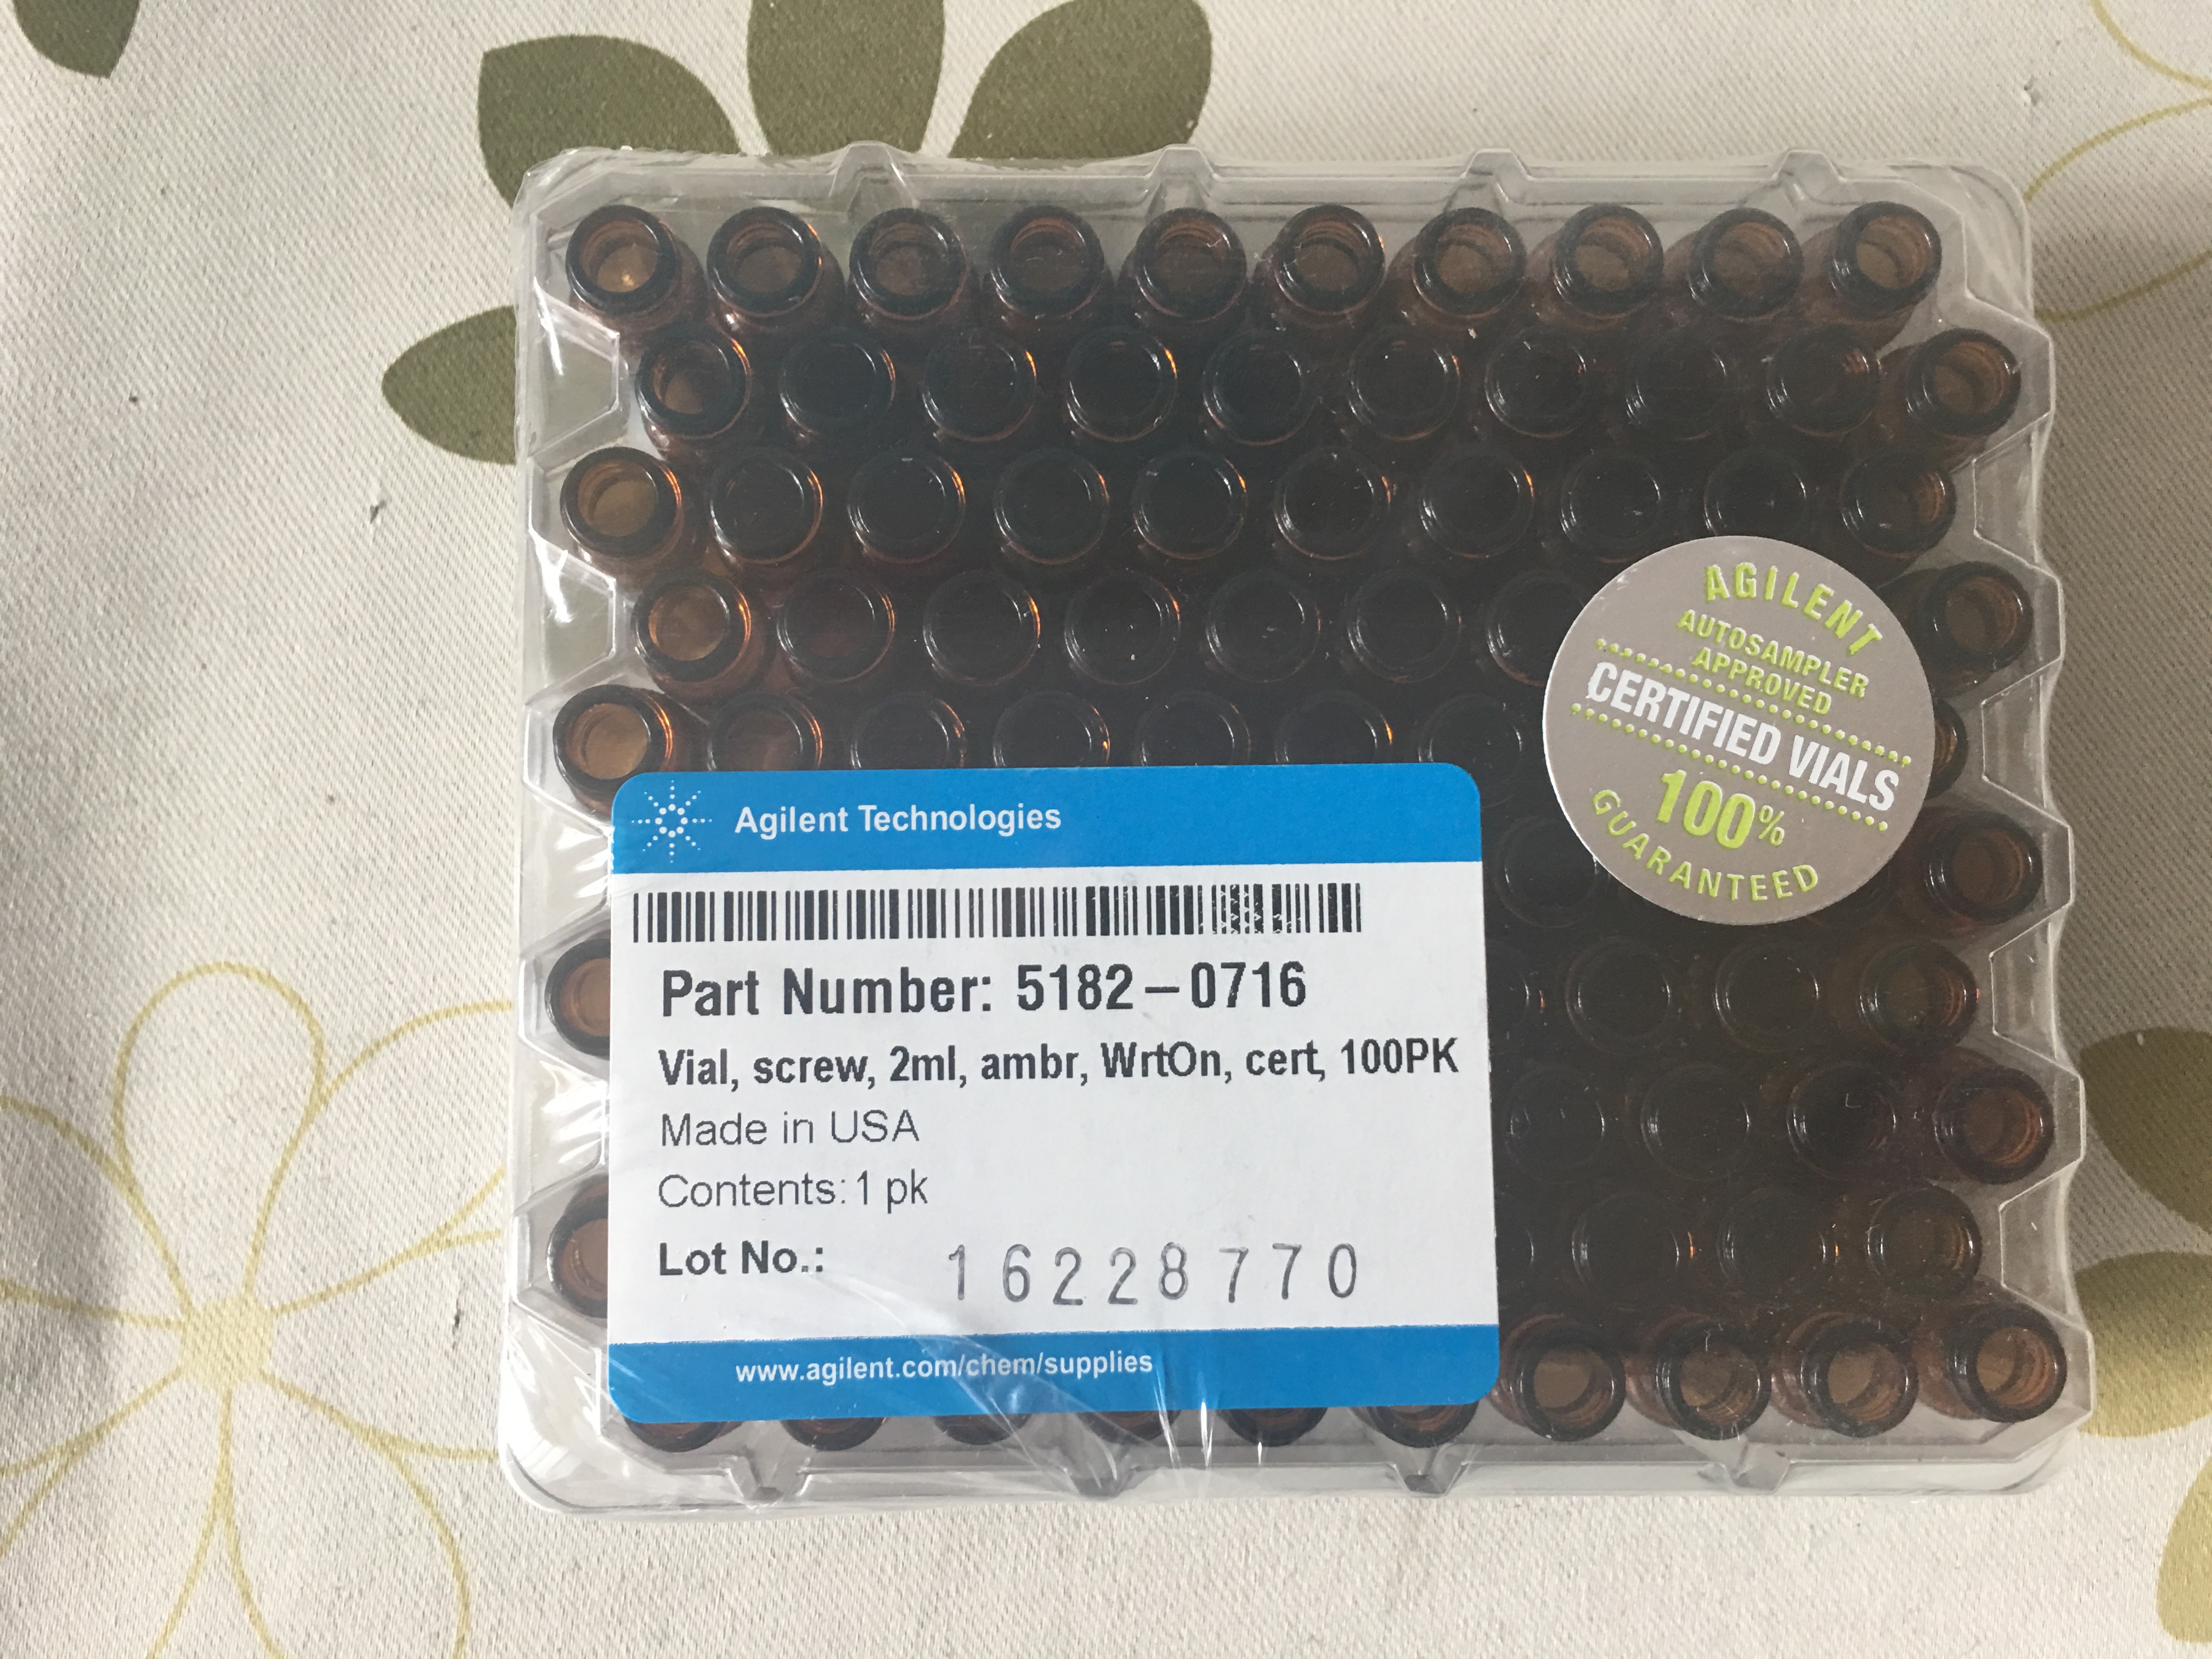 AGILENT
AUTOSAMPLER
APPROVED
CERTIFIED VIALS
100%
GUARANTEED
Agilent Technologies
Part Number: 5182-0716
Vial, screw, 2ml, ambr, WrtOn, cert, 100PK
Made in USA
Contents: 1 pk
Lot No.: 16228770
www.agilent.com/chem/supplies